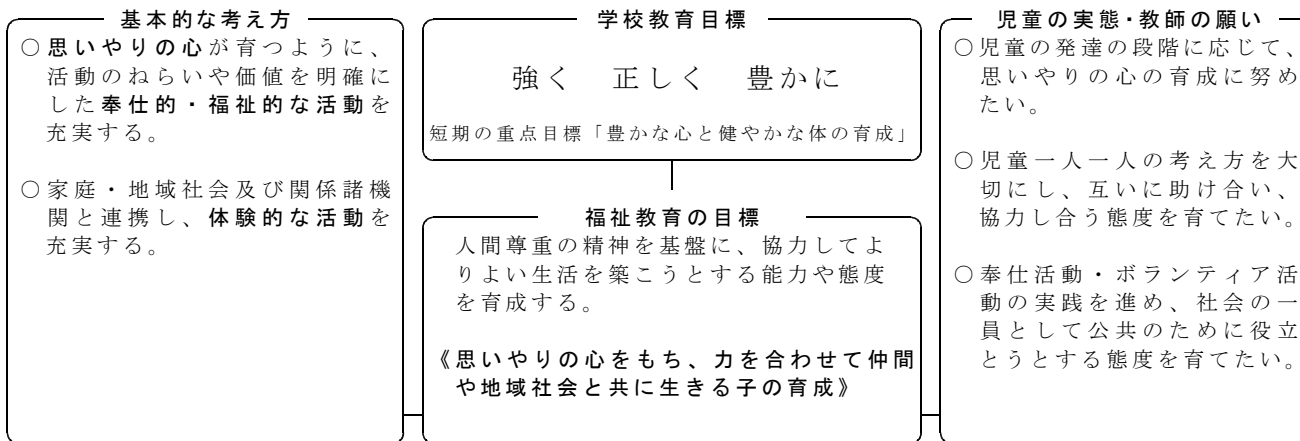 基本的な考え方
○思いやりの心が育つように、
活動のねらいや価値を明確に
した奉仕的・福祉的な活動を
充実する。
○家庭・地域社会及び関係諸機
関と連携し、体験的な活動を
充実する。
学校教育目標
強く 正しく 豊かに
短期の重点目標「豊かな心と健やかな体の育成」
福祉教育の目標
人間尊重の精神を基盤に、協力してよ
りよい生活を築こうとする能力や態度
を育成する。
《思いやりの心をもち、力を合わせて仲間
や地域社会と共に生きる子の育成》
児童の実態・教師の願い
○児童の発達の段階に応じて、
思いやりの心の育成に努め
たい。
○児童一人一人の考え方を大
切にし、互いに助け合い、
協力し合う態度を育てたい。
○奉仕活動・ボランティア活
動の実践を進め、社会の一
員として公共のために役立
とうとする態度を育てたい。